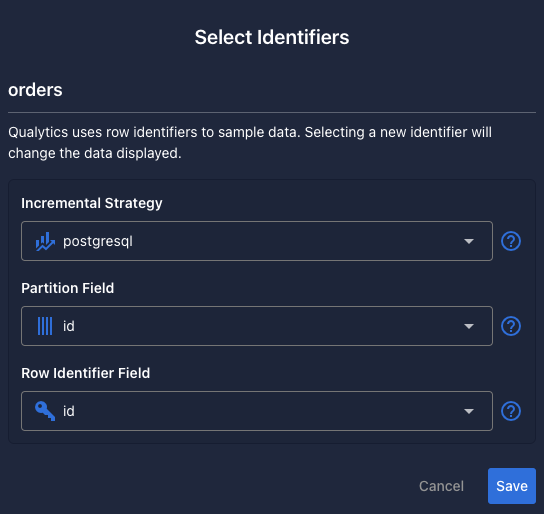 Select Identifiers
orders
Qualytics uses row identifiers to sample data. Selecting a new identifier will
change the data displayed.
Incremental Strategy
postgresql
Partition Field
id
Row Identifier Field
id
Cancel Save